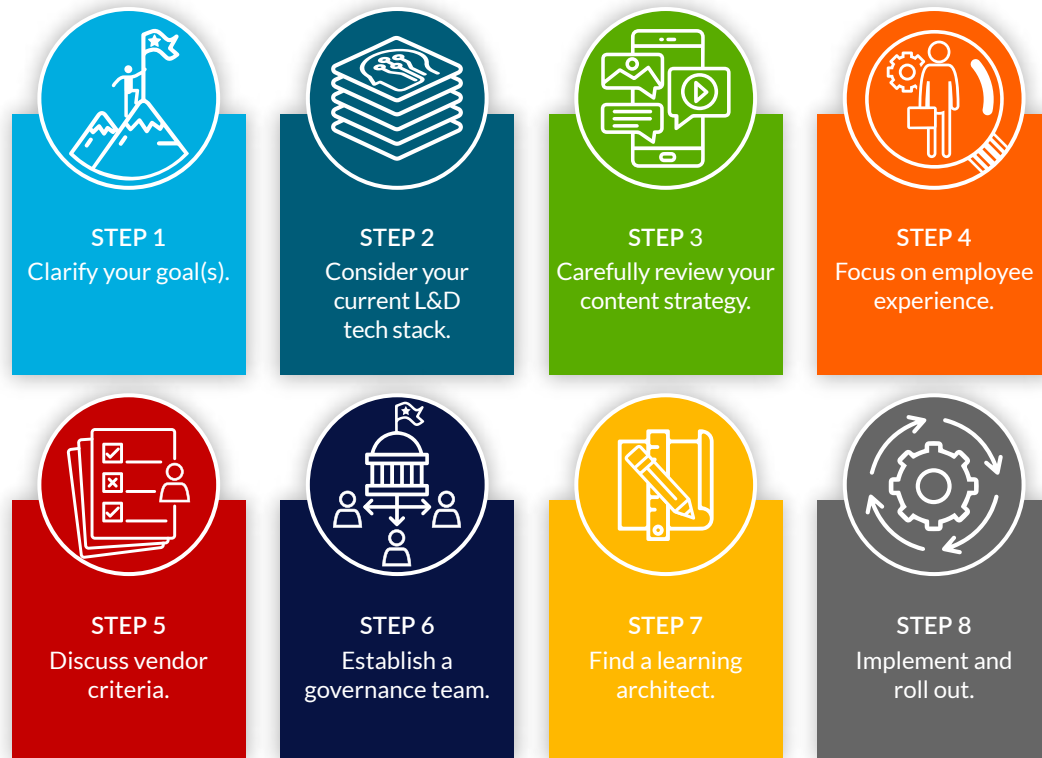 STEP 1
Clarify your goal(s).
STEP 2
Consider your
current L&D
tech stack.
STEP 3
Carefully review your
content strategy.
STEP 4
Focus on employee
experience.
STEP 5
Discuss vendor
criteria.
STEP 6
Establish a
governance team.
STEP 7
Find a learning
architect.
STEP 8
Implement and
roll out.